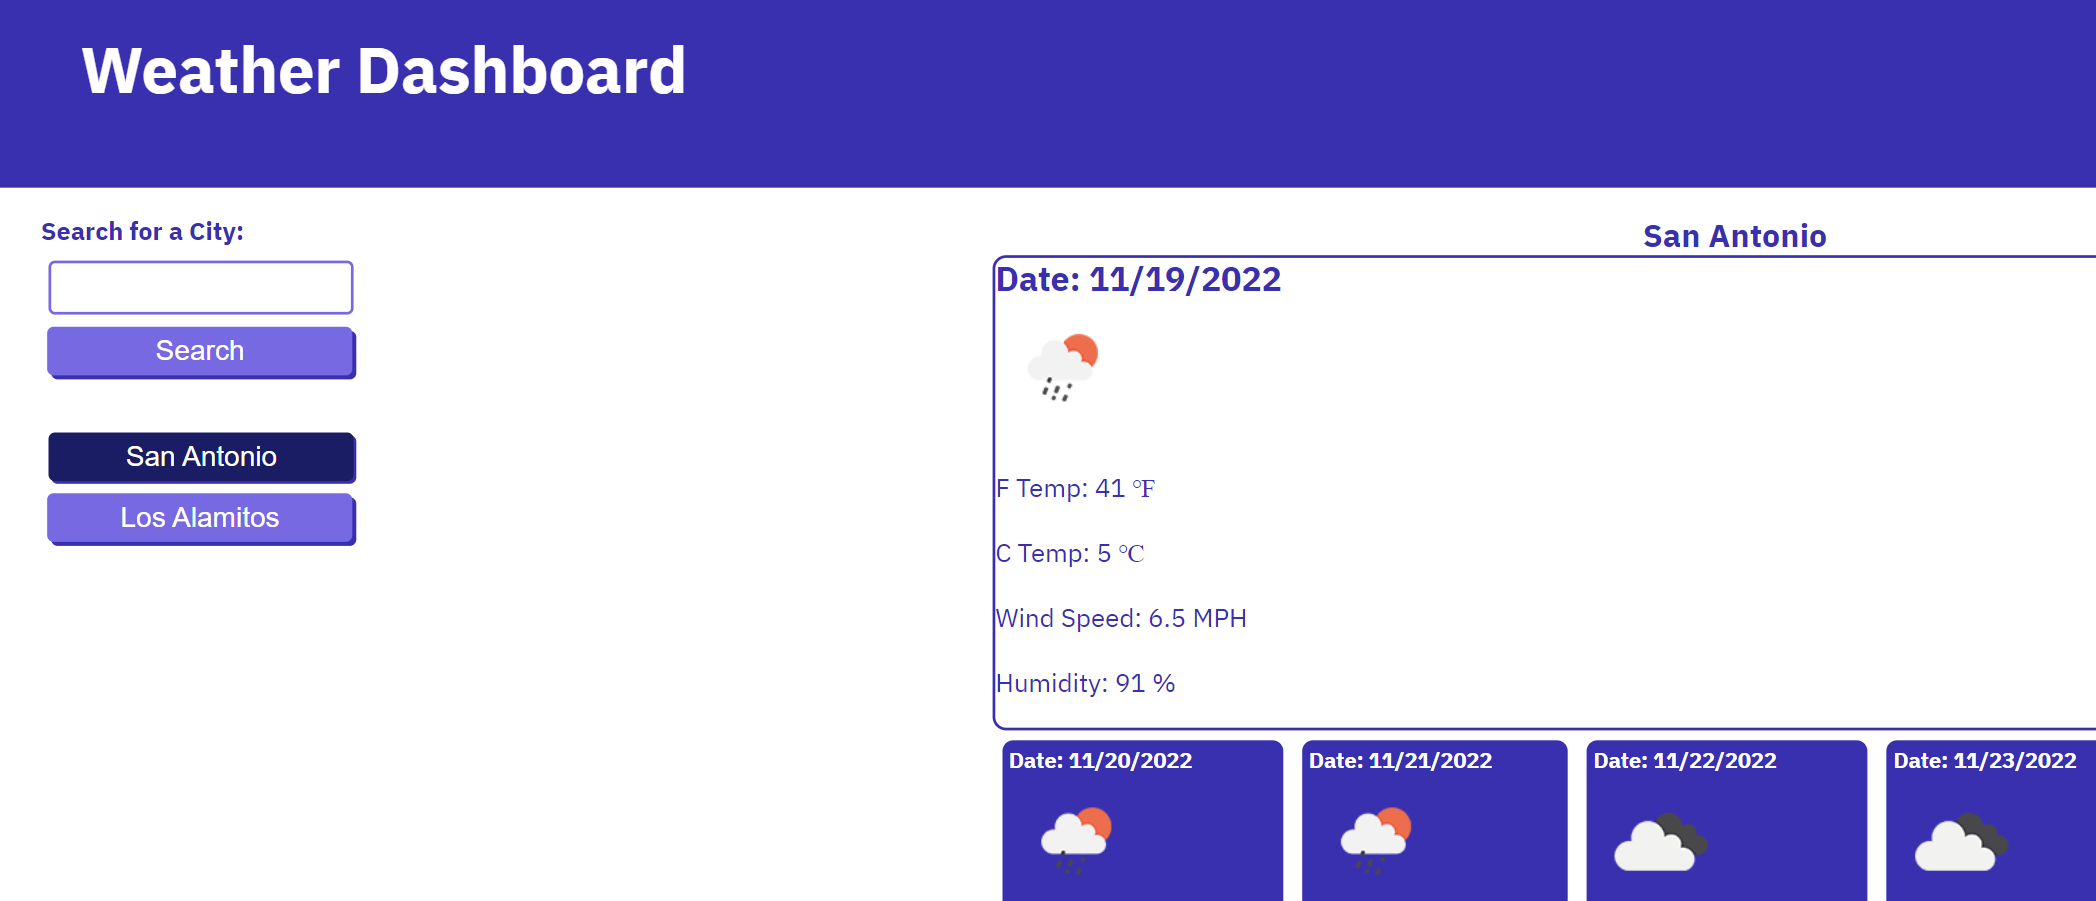 Weather Dashboard
Search for a City:
Search
San Antonio
Los Alamitos
San Antonio
Date: 11/19/2022
F Temp: 41 °F
C Temp: 5 °C
Wind Speed: 6.5 MPH
Humidity: 91 %
Date: 11/20/2022
Date: 11/21/2022
Date: 11/22/2022
Date: 11/23/2022